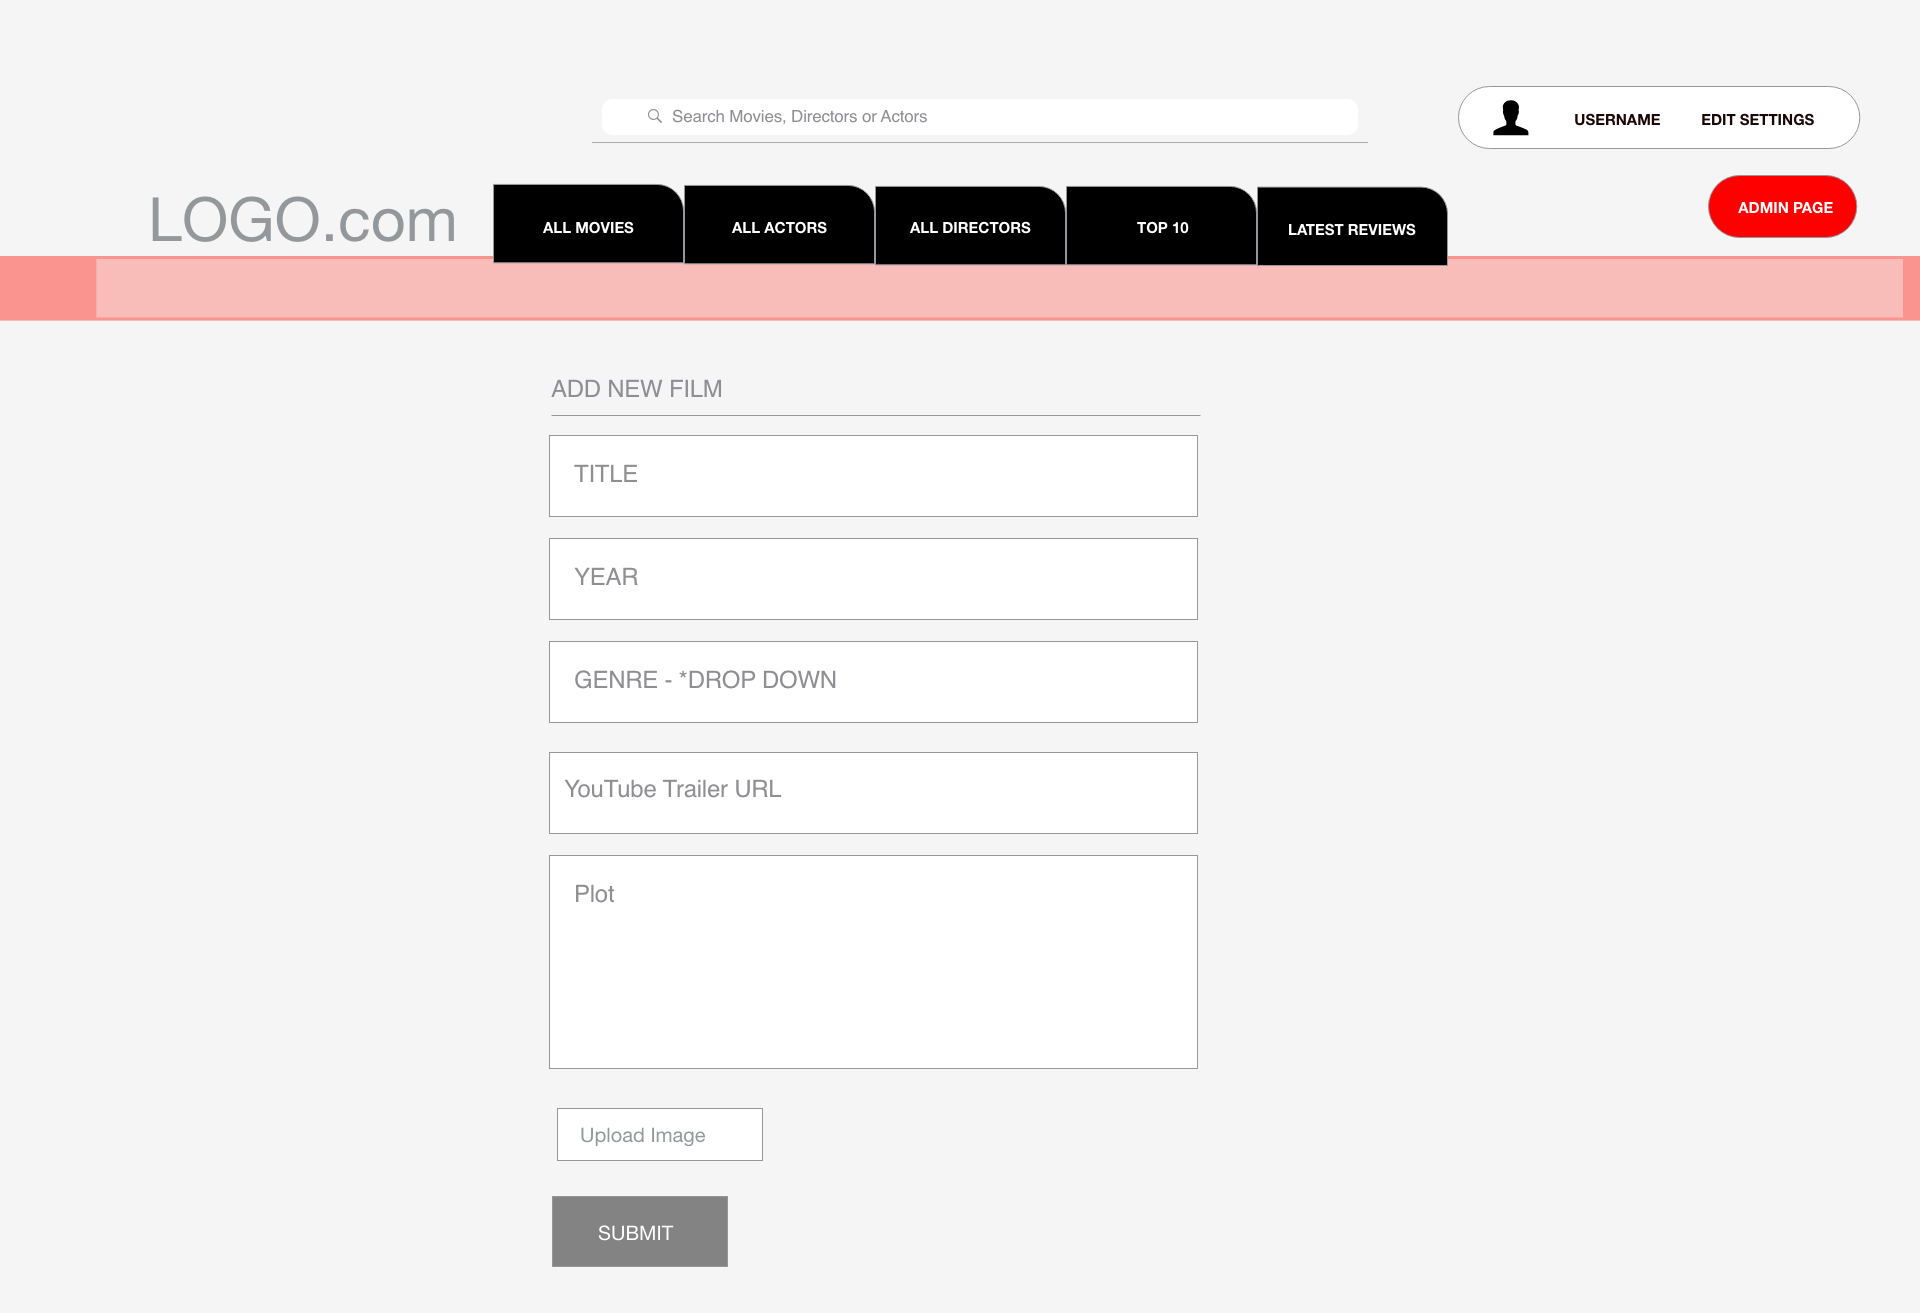 Search Movies, Directors or Actors
USERNAME
EDIT SETTINGS
LOGO.com
ALL MOVIES
ALL ACTORS
ALL DIRECTORS
TOP 10
LATEST REVIEWS
ADMIN PAGE
ADD NEW FILM
TITLE
YEAR
GENRE - *DROP DOWN
YouTube Trailer URL
Plot
Upload Image
SUBMIT